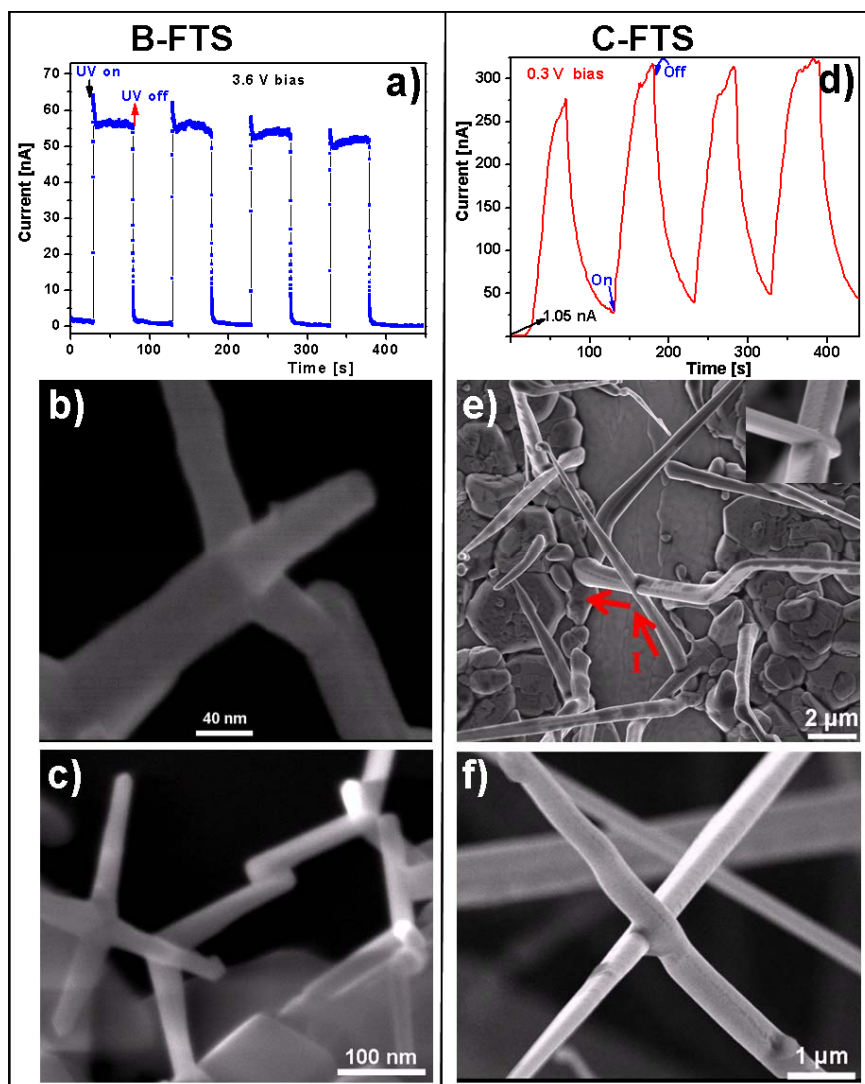 B-FTS
a)
UV on
UV off
3.6 V bias
Current [nA]
70
60
50
40
30
20
10
0
0 100 200 300 400
Time [s]
b)
40 nm
c)
100 nm
C-FTS
d)
0.3 V bias
Off
On
1.05 nA
Current [nA]
300
250
200
150
100
50
100 200 300 400
Time [s]
e)
I
2 µm
f)
1 µm